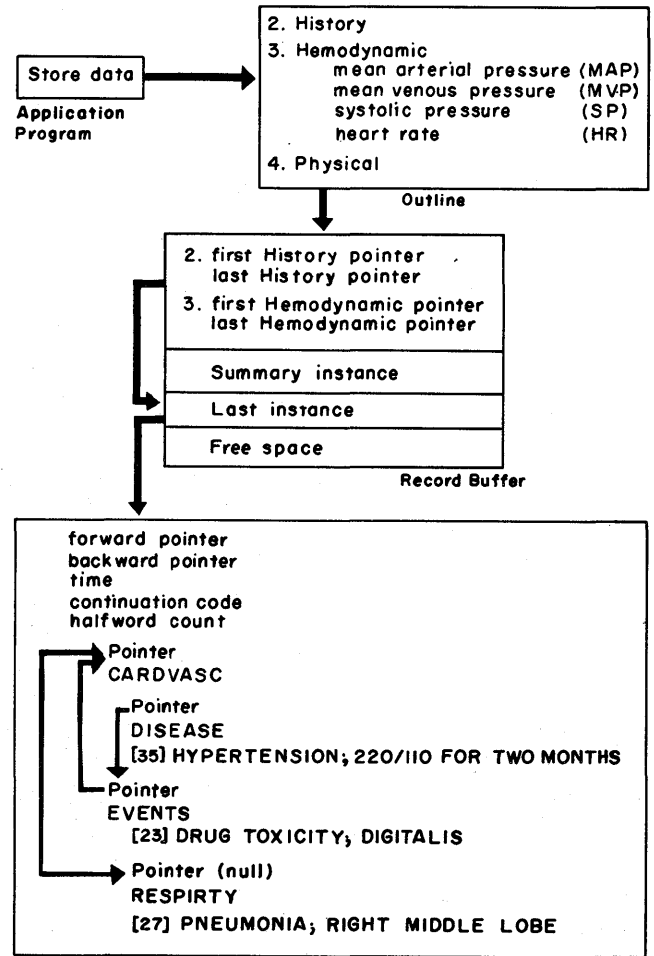 Store data
Application
Program
2. History
3. Hemodynamic
mean arterial pressure (MAP)
mean venous pressure (MVP)
systolic pressure (SP)
heart rate (HR)
4. Physical
Outline
2. first History pointer
last History pointer
3. first Hemodynamic pointer
last Hemodynamic pointer
Summary instance
Last instance
Free space
Record Buffer
forward pointer
backward pointer
time
continuation code
halfword count
Pointer
CARDVASC
Pointer
DISEASE
[35] HYPERTENSION; 220/110 FOR TWO MONTHS
Pointer
EVENTS
[23] DRUG TOXICITY; DIGITALIS
Pointer (null)
RESPIRTY
[27] PNEUMONIA; RIGHT MIDDLE LOBE